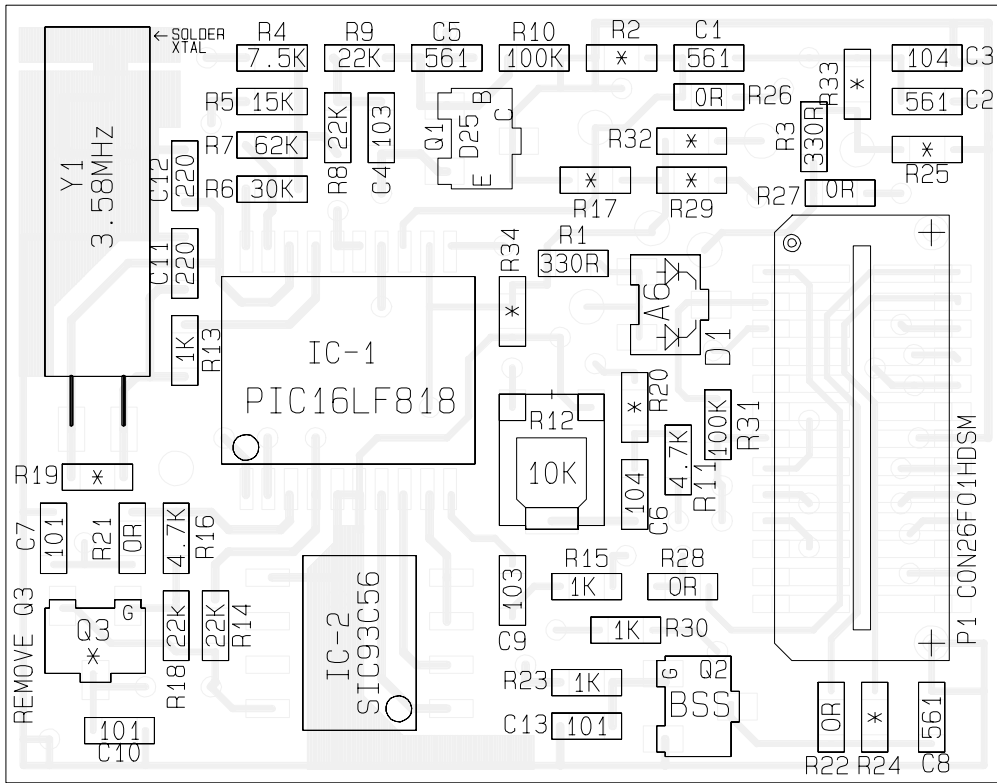 ← SOLDER
XTAL
R4
7.5K
R9
22K
C5
561
R10
100K
R2
*
C1
561
104
C3
561
C2
R33
*
0R
R26
R5
15K
22K
R8
103
C4
Q1
D25
B
C
E
R3
330R
R32
*
R7
62K
*
R25
Y1
3.58MHZ
C12
220
R6
30K
*
R17
*
R29
R27
0R
C11
220
R34
*
R1
330R
A6
D1
1K
R13
IC-1
PIC16LF818
*
R20
100K
R31
R12
10K
4.7K
R11
104
C6
P1 CON26F01HDSM
R19
*
C7
101
R21
0R
4.7K
R16
IC-2
SIC93C56
103
C9
R15
1K
R28
0R
REMOVE Q3
G
Q3
*
22K
R18
22K
R14
1K
R30
R23
1K
G
Q2
BSS
C13
101
101
C10
0R
R22
*
R24
561
C8